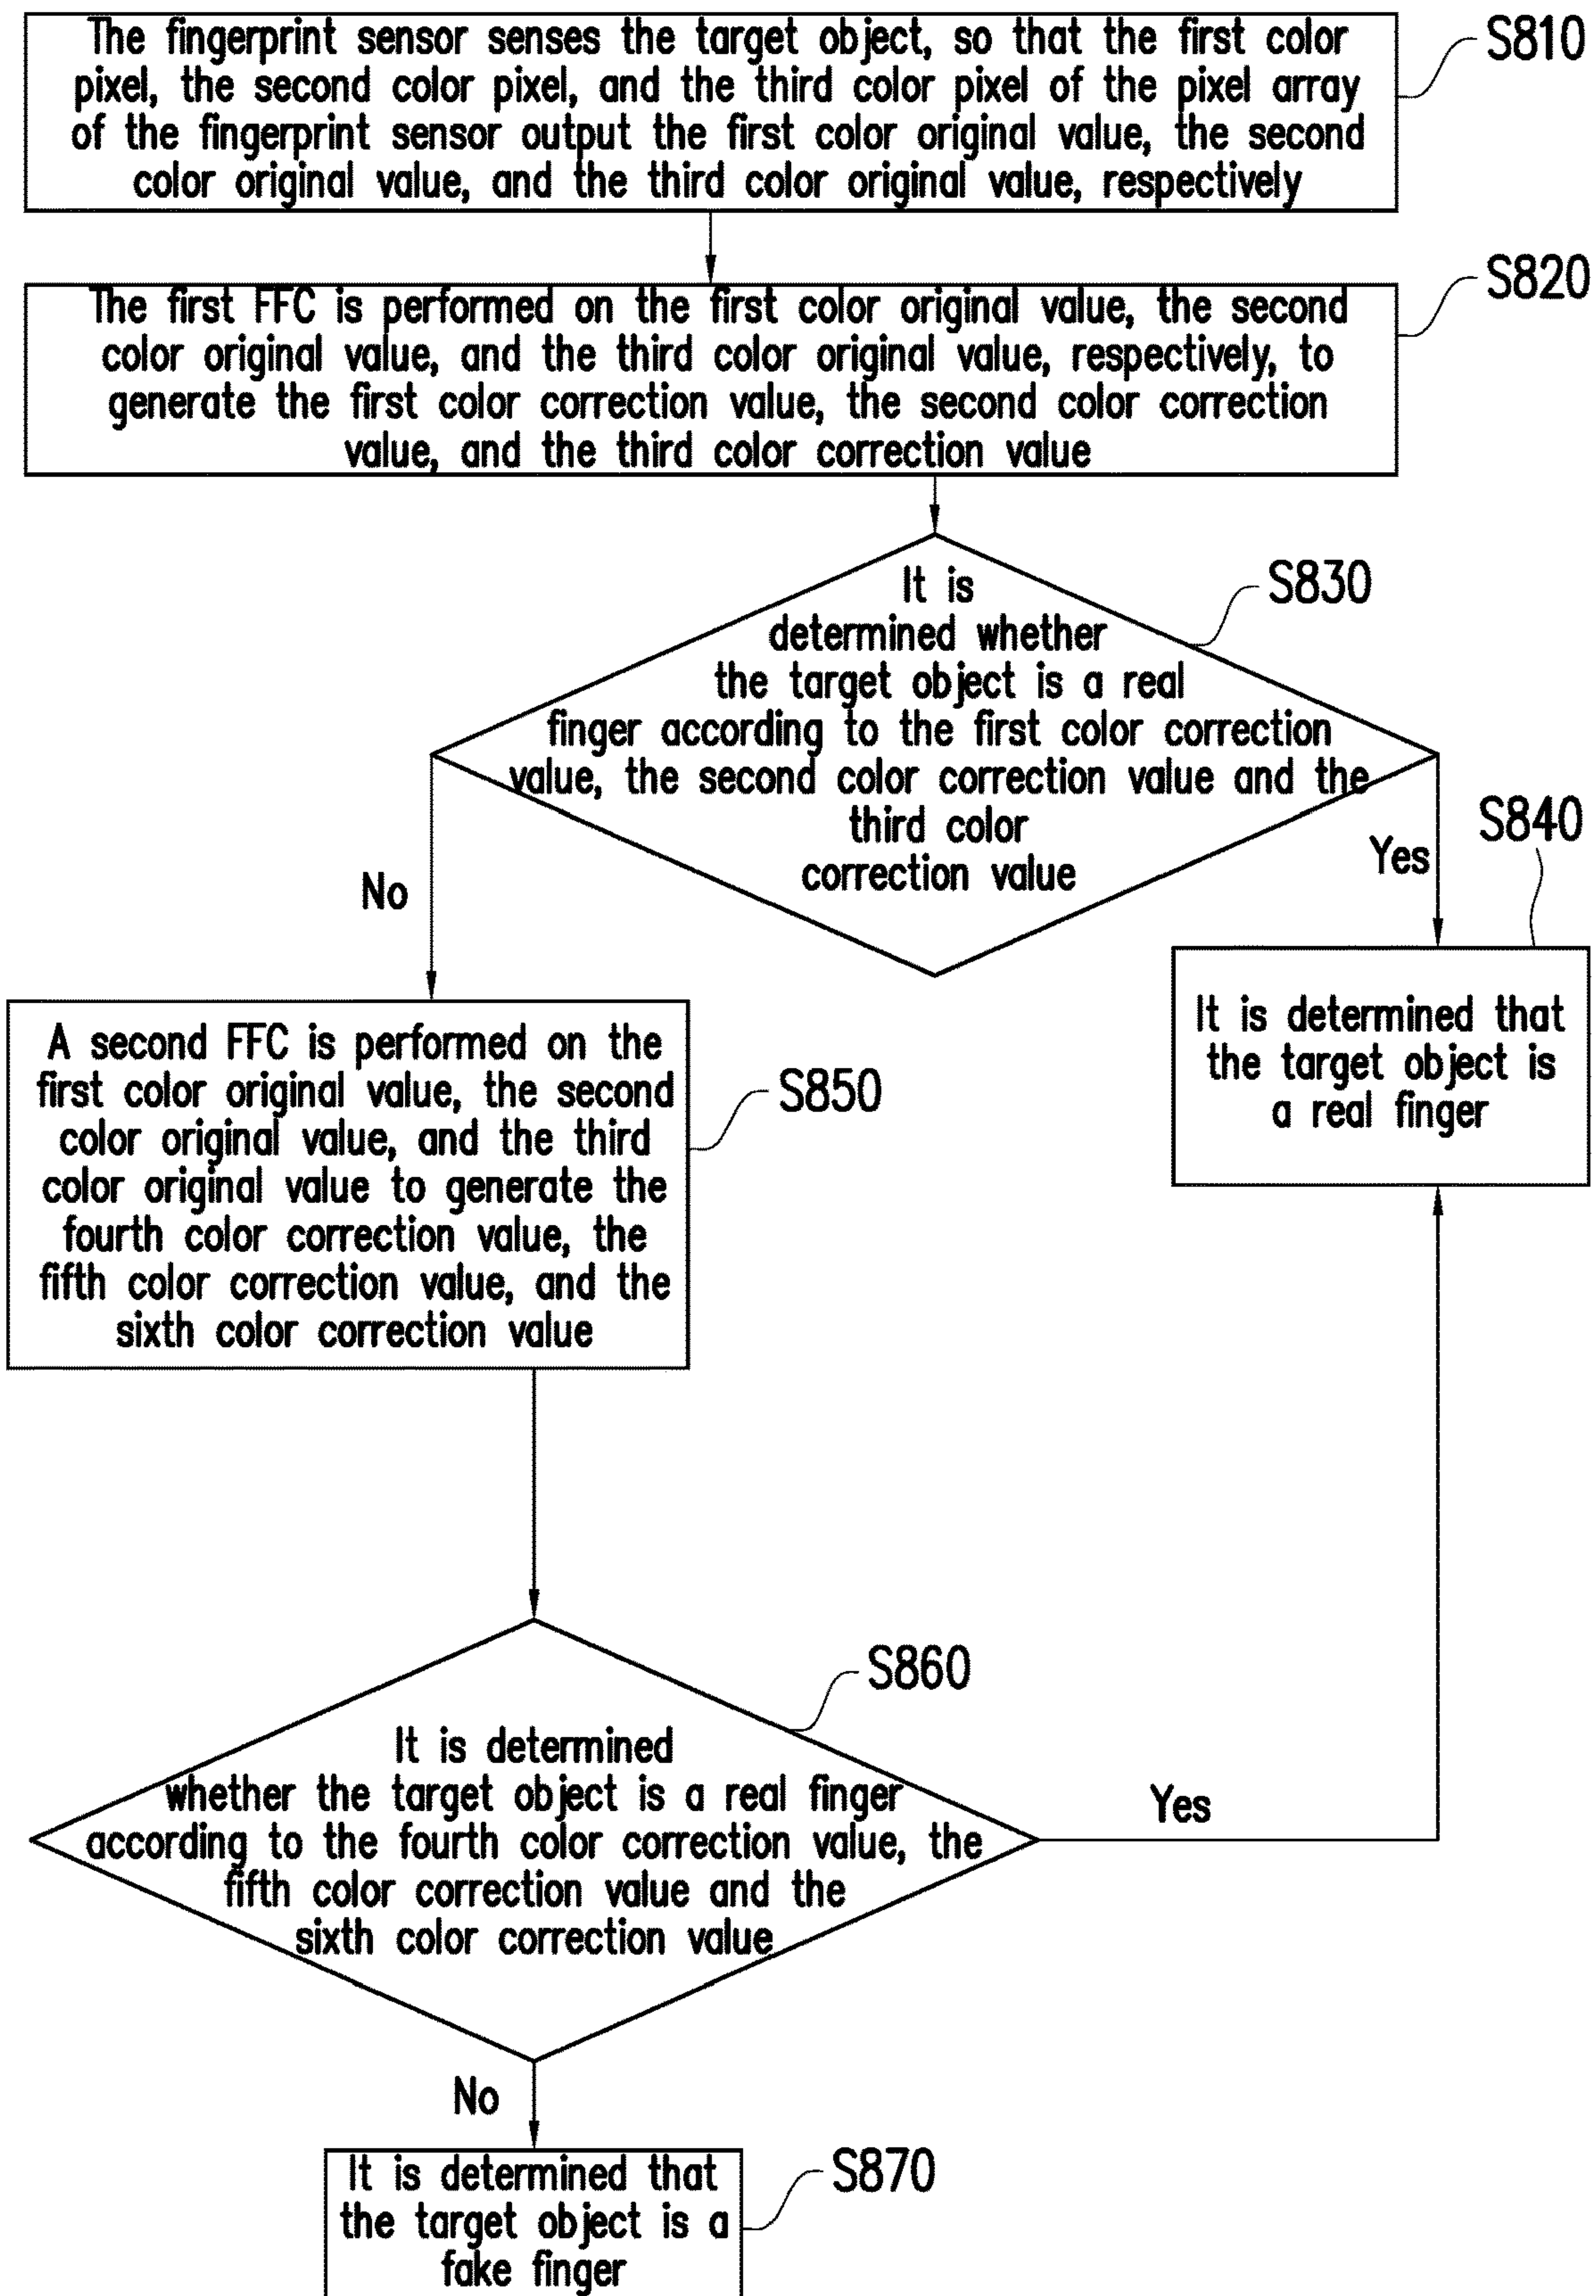 The fingerprint sensor senses the target object, so that the first color
pixel, the second color pixel, and the third color pixel of the pixel array
of the fingerprint sensor output the first color original value, the second
color original value, and the third color original value, respectively
S810
The first FFC is performed on the first color original value, the second
color original value, and the third color original value, respectively, to
generate the first color correction value, the second color correction
value, and the third color correction value
S820
It is
determined whether
the target object is a real
finger according to the first color correction
value, the second color correction value and the
third color
correction value
S830
No
Yes
S840
It is determined that
the target object is
a real finger
A second FFC is performed on the
first color original value, the second
color original value, and the third
color original value to generate the
fourth color correction value, the
fifth color correction value, and the
sixth color correction value
S850
S860
It is determined
whether the target object is a real finger
according to the fourth color correction value, the
fifth color correction value and the
sixth color correction value
Yes
No
It is determined that
the target object is a
fake finger
S870